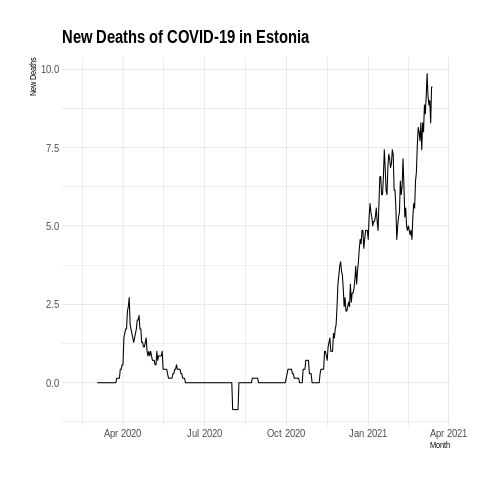 New Deaths of COVID-19 in Estonia
New Deaths
10.0
7.5
5.0
2.5
0.0
Apr 2020 Jul 2020 Oct 2020 Jan 2021 Apr 2021
Month